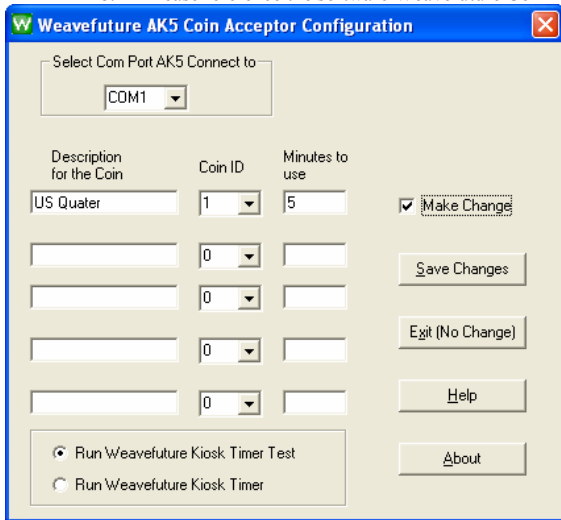 Weavefuture AK5 Coin Acceptor Configuration
Select Com Port AK5 Connect to
COM1
Description
for the Coin
Coin ID
Minutes to
use
US Quater
1
5
Make Change
0
Save Changes
0
Exit (No Change)
0
0
Help
Run Weavefuture Kiosk Timer Test
About
Run Weavefuture Kiosk Timer